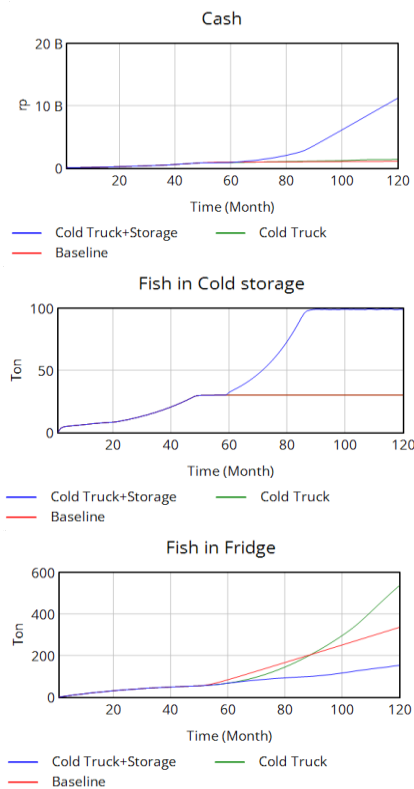 Cash
20 B
10 B
0
rp
20 40 60 80 100 120
Time (Month)
Cold Truck+Storage Cold Truck
Baseline
Fish in Cold storage
100
50
0
Ton
20 40 60 80 100 120
Time (Month)
Cold Truck+Storage Cold Truck
Baseline
Fish in Fridge
600
400
200
0
Ton
20 40 60 80 100 120
Time (Month)
Cold Truck+Storage Cold Truck
Baseline